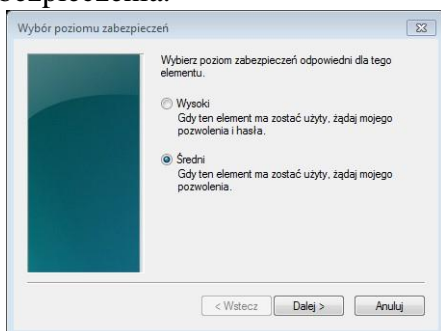 Wybór poziomu zabezpieczeń
Wybierz poziom zabezpieczeń odpowiedni dla tego
elementu.
Wysoki
Gdy ten element ma zostać użyty, żądaj mojego
pozwolenia i hasła.
Średni
Gdy ten element ma zostać użyty, żądaj mojego
pozwolenia.
< Wstecz
Dalej >
Anuluj